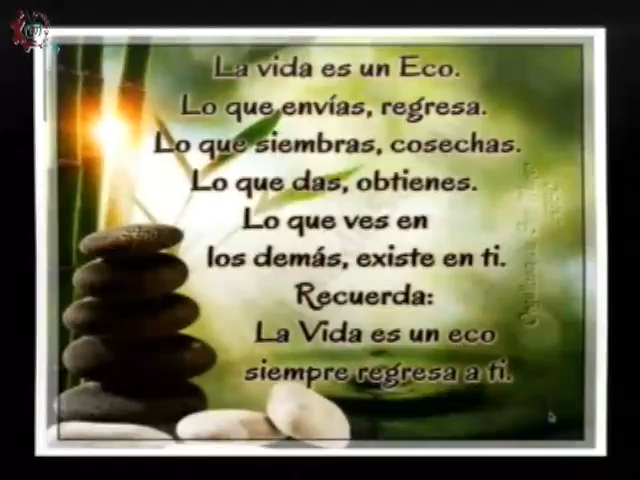 La vida es un Eco.
Lo que envías, regresa.
Lo que siembras, cosechas.
Lo que das, obtienes.
Lo que ves en
los demás, existe en ti.
Recuerda:
La Vida es un eco
siempre regresa a ti.